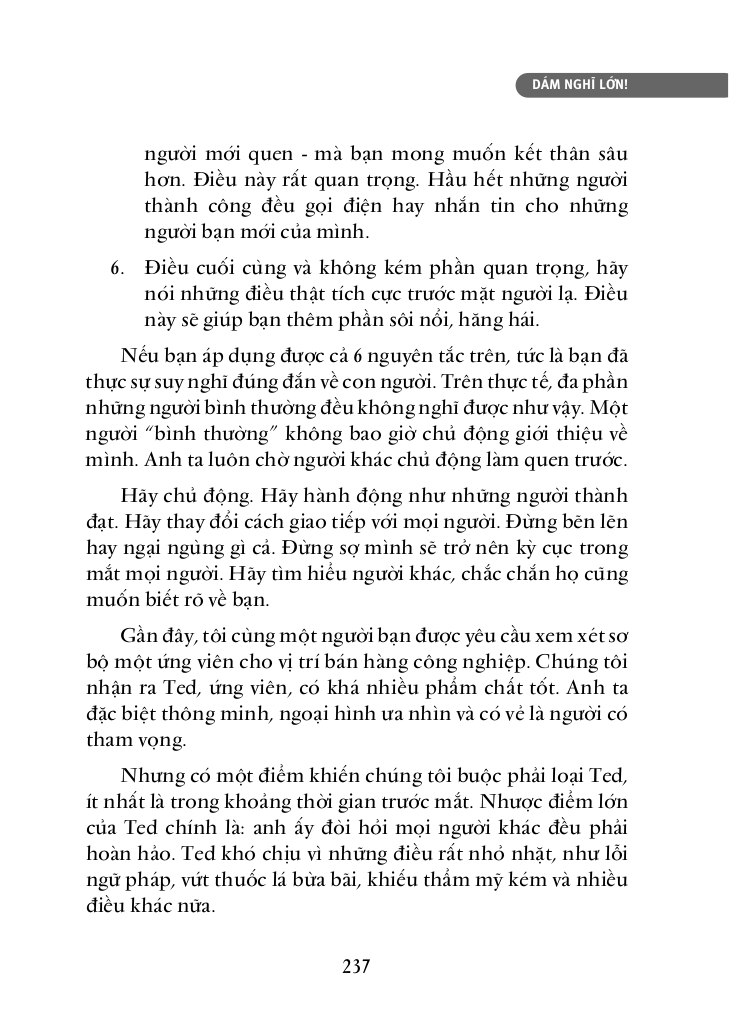 DÁM NGHĨ LỚN!
người mới quen - mà bạn mong muốn kết thân sâu
hơn. Điều này rất quan trọng. Hầu hết những người
thành công đều gọi điện hay nhắn tin cho những
người bạn mới của mình.
6. Điều cuối cùng và không kém phần quan trọng, hãy
nói những điều thật tích cực trước mặt người lạ. Điều
này sẽ giúp bạn thêm phần sôi nổi, hăng hái.
Nếu bạn áp dụng được cả 6 nguyên tắc trên, tức là bạn đã
thực sự suy nghĩ đúng đắn về con người. Trên thực tế, đa phần
những người bình thường đều không nghĩ được như vậy. Một
người “bình thường” không bao giờ chủ động giới thiệu về
mình. Anh ta luôn chờ người khác chủ động làm quen trước.
Hãy chủ động. Hãy hành động như những người thành
đạt. Hãy thay đổi cách giao tiếp với mọi người. Đừng bẽn lẽn
hay ngại ngùng gì cả. Đừng sợ mình sẽ trở nên kỳ cục trong
mắt mọi người. Hãy tìm hiểu người khác, chắc chắn họ cũng
muốn biết rõ về bạn.
Gần đây, tôi cùng một người bạn được yêu cầu xem xét sơ
bộ một ứng viên cho vị trí bán hàng công nghiệp. Chúng tôi
nhận ra Ted, ứng viên, có khá nhiều phẩm chất tốt. Anh ta
đặc biệt thông minh, ngoại hình ưa nhìn và có vẻ là người có
tham vọng.
Nhưng có một điểm khiến chúng tôi buộc phải loại Ted,
ít nhất là trong khoảng thời gian trước mắt. Nhược điểm lớn
của Ted chính là: anh ấy đòi hỏi mọi người khác đều phải
hoàn hảo. Ted khó chịu vì những điều rất nhỏ nhặt, như lỗi
ngữ pháp, vứt thuốc lá bừa bãi, khiếu thẩm mỹ kém và nhiều
điều khác nữa.
237